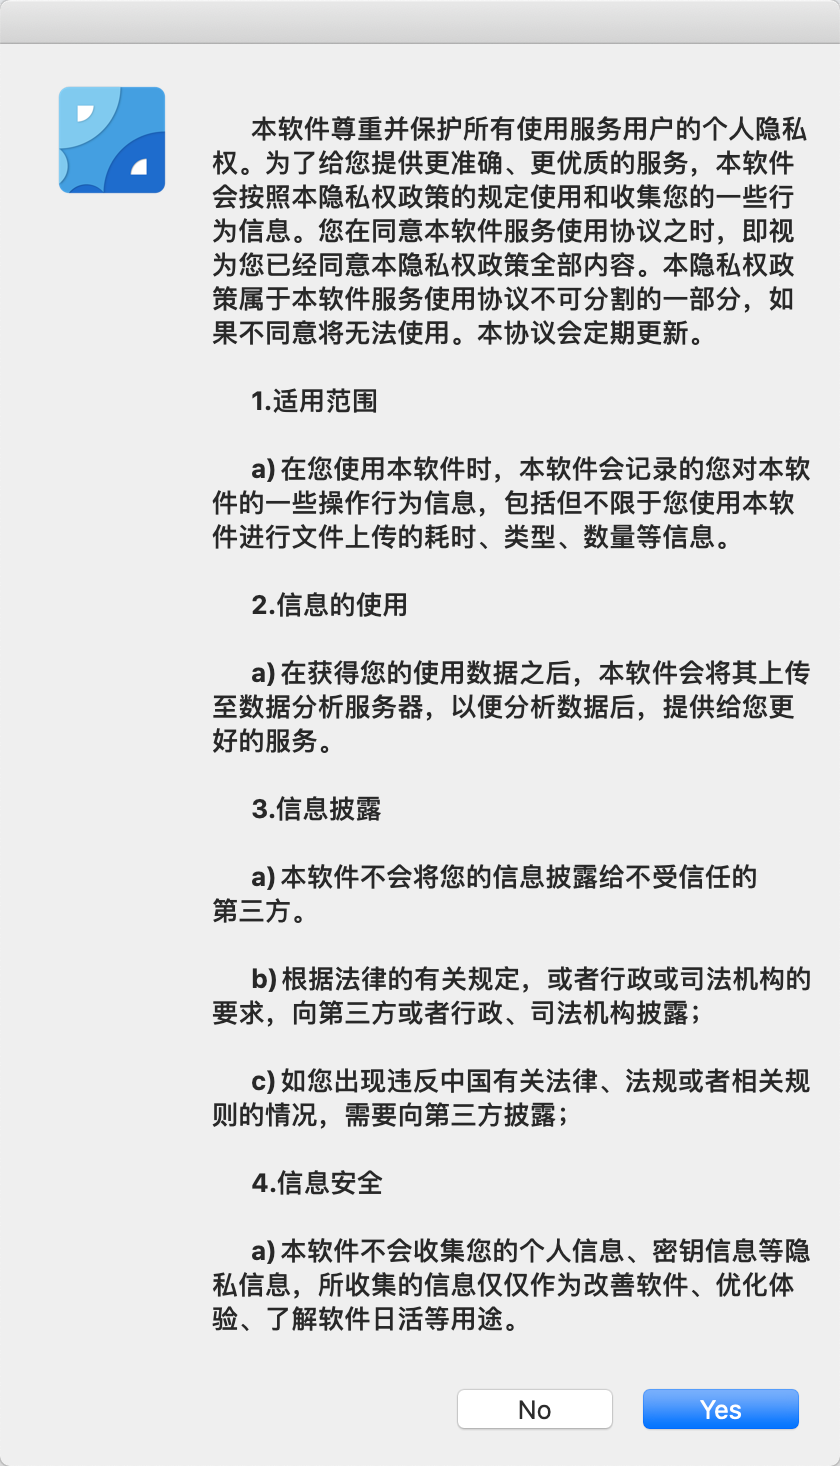 本软件尊重并保护所有使用服务用户的个人隐私
权。为了给您提供更准确、更优质的服务，本软件
会按照本隐私权政策的规定使用和收集您的一些行
为信息。您在同意本软件服务使用协议之时，即视
为您已经同意本隐私权政策全部内容。本隐私权政
策属于本软件服务使用协议不可分割的一部分，如
果不同意将无法使用。本协议会定期更新。
1.适用范围
a) 在您使用本软件时，本软件会记录的您对本软
件的一些操作行为信息，包括但不限于您使用本软
件进行文件上传的耗时、类型、数量等信息。
2.信息的使用
a) 在获得您的使用数据之后，本软件会将其上传
至数据分析服务器，以便分析数据后，提供给您更
好的服务。
3.信息披露
a) 本软件不会将您的信息披露给不受信任的
第三方。
b) 根据法律的有关规定，或者行政或司法机构的
要求，向第三方或者行政、司法机构披露；
c) 如您出现违反中国有关法律、法规或者相关规
则的情况，需要向第三方披露；
4.信息安全
a) 本软件不会收集您的个人信息、密钥信息等隐
私信息，所收集的信息仅仅作为改善软件、优化体
验、了解软件日活等用途。
No
Yes